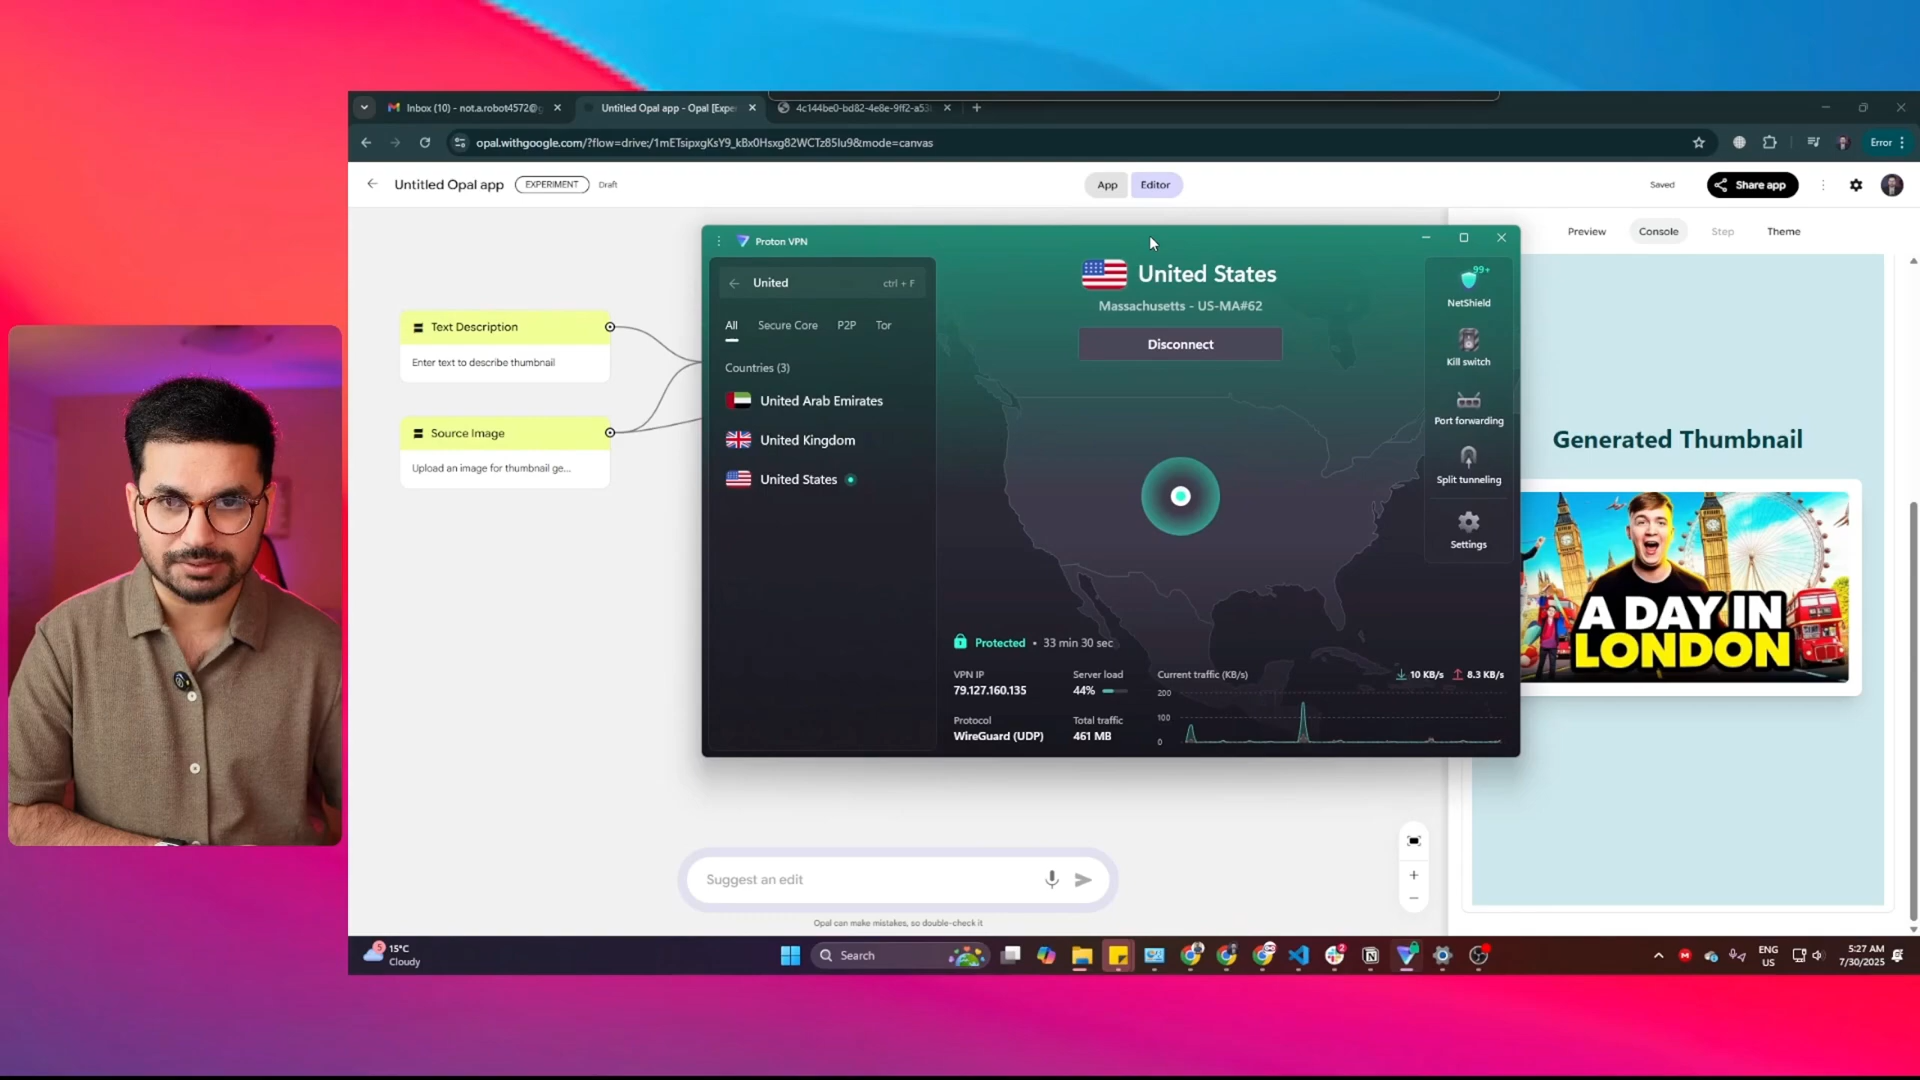 Inbox (10) - not.a.robot4572@g
Untitled Opal app - Opal [Expe
4c144be0-bd82-4e8e-9ff2-a53
opal.withgoogle.com/?flow=drive:/1mETsipxgKsY9_kBx0Hsxg82WCTz85Iu9&mode=canvas
Error
Untitled Opal app
EXPERIMENT
Draft
App
Editor
Saved
Share app
Preview
Console
Step
Theme
Text Description
Enter text to describe thumbnail
Source Image
Upload an image for thumbnail ge...
Proton VPN
United
ctrl + F
All
Secure Core
P2P
Tor
Countries (3)
United Arab Emirates
United Kingdom
United States
United States
Massachusetts - US-MA#62
Disconnect
99+
NetShield
Kill switch
Port forwarding
Split tunneling
Settings
Protected • 33 min 30 sec
VPN IP
79.127.160.135
Server load
44%
Protocol
WireGuard (UDP)
Total traffic
461 MB
Current traffic (KB/s)
10 KB/s
8.3 KB/s
200
100
0
Generated Thumbnail
A DAY IN
LONDON
Suggest an edit
Opal can make mistakes, so double-check it
5
15°C
Cloudy
Search
2
ENG
US
5:27 AM
7/30/2025